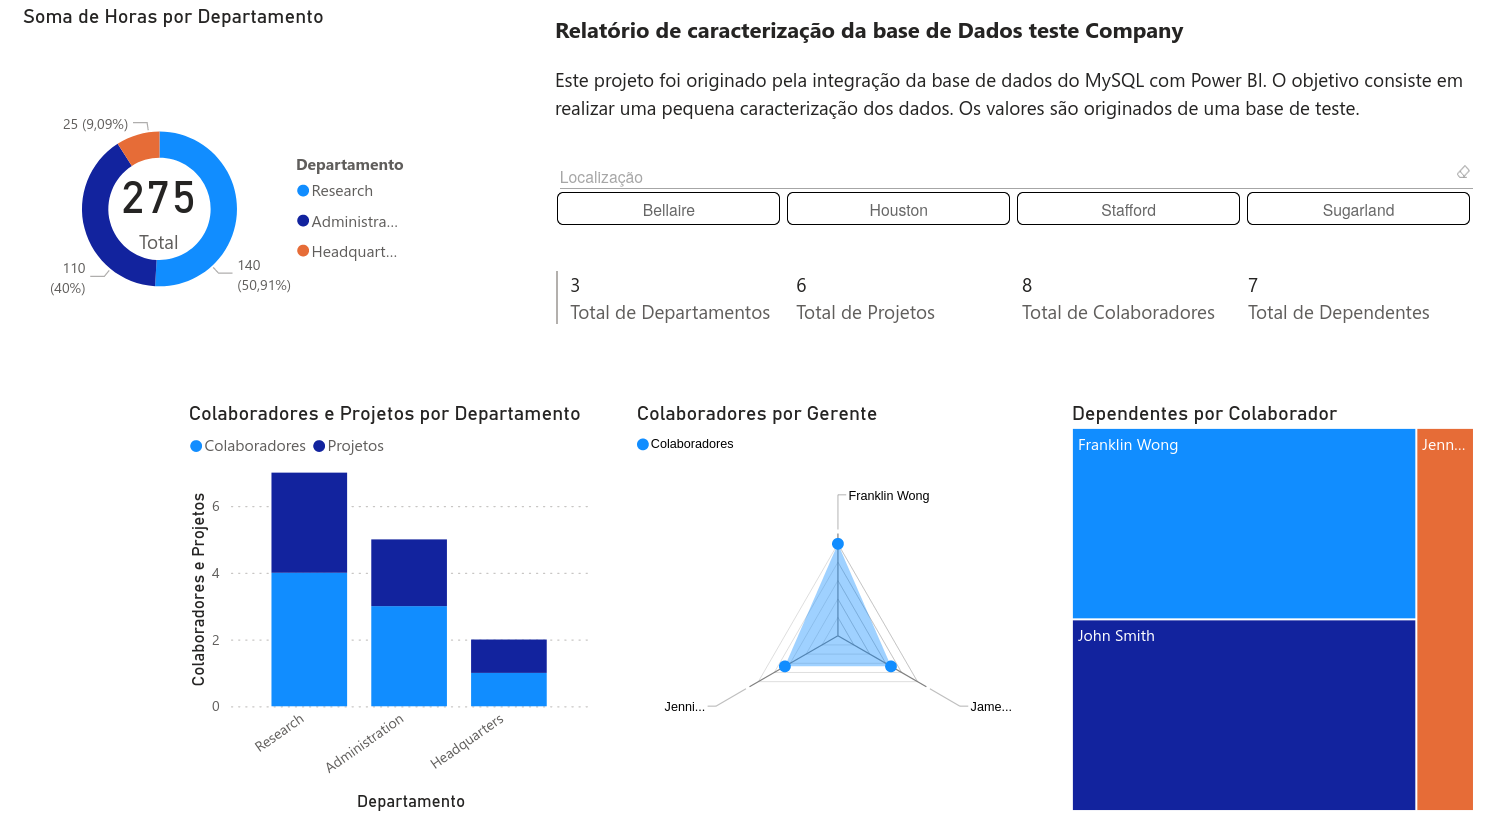 Soma de Horas por Departamento
25 (9,09%)
275
Total
110
(40%)
140
(50,91%)
Departamento
Research
Administra...
Headquart...
Relatório de caracterização da base de Dados teste Company
Este projeto foi originado pela integração da base de dados do MySQL com Power BI. O objetivo consiste em
realizar uma pequena caracterização dos dados. Os valores são originados de uma base de teste.
Localização
Bellaire
Houston
Stafford
Sugarland
3
Total de Departamentos
6
Total de Projetos
8
Total de Colaboradores
7
Total de Dependentes
Colaboradores e Projetos por Departamento
Colaboradores
Projetos
Colaboradores e Projetos
6
4
2
0
Research
Administration
Headquarters
Departamento
Colaboradores por Gerente
Colaboradores
Franklin Wong
Jenni...
Jame...
Dependentes por Colaborador
Franklin Wong
Jenn...
John Smith